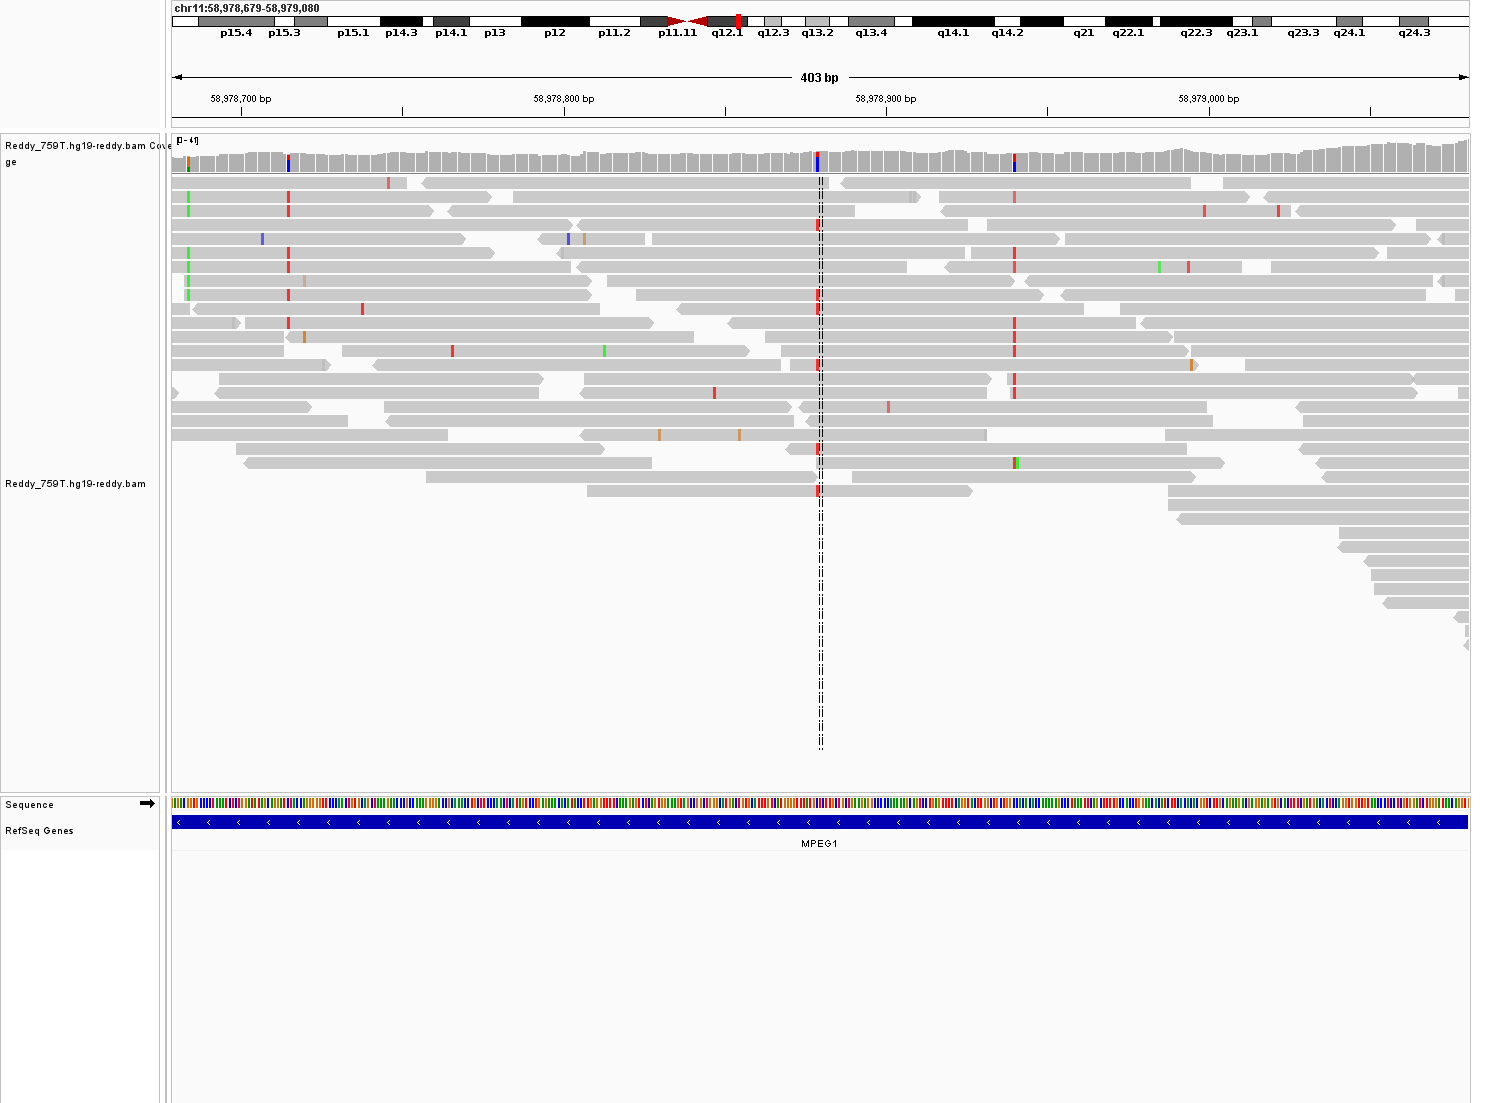 chr11:58,978,679-58,979,080
p15.4 p15.3 p15.1 p14.3 p14.1 p13 p12 p11.2 p11.11 q12.1 q12.3 q13.2 q13.4 q14.1 q14.2 q21 q22.1 q22.3 q23.1 q23.3 q24.1 q24.3
403 bp
58,978,700 bp 58,978,800 bp 58,978,900 bp 59,979,000 bp
Reddy_759T.hg19-reddy.bam Cove
ge
[0 - 41]
Reddy_759T.hg19-reddy.bam
Sequence
RefSeq Genes
MPEG1